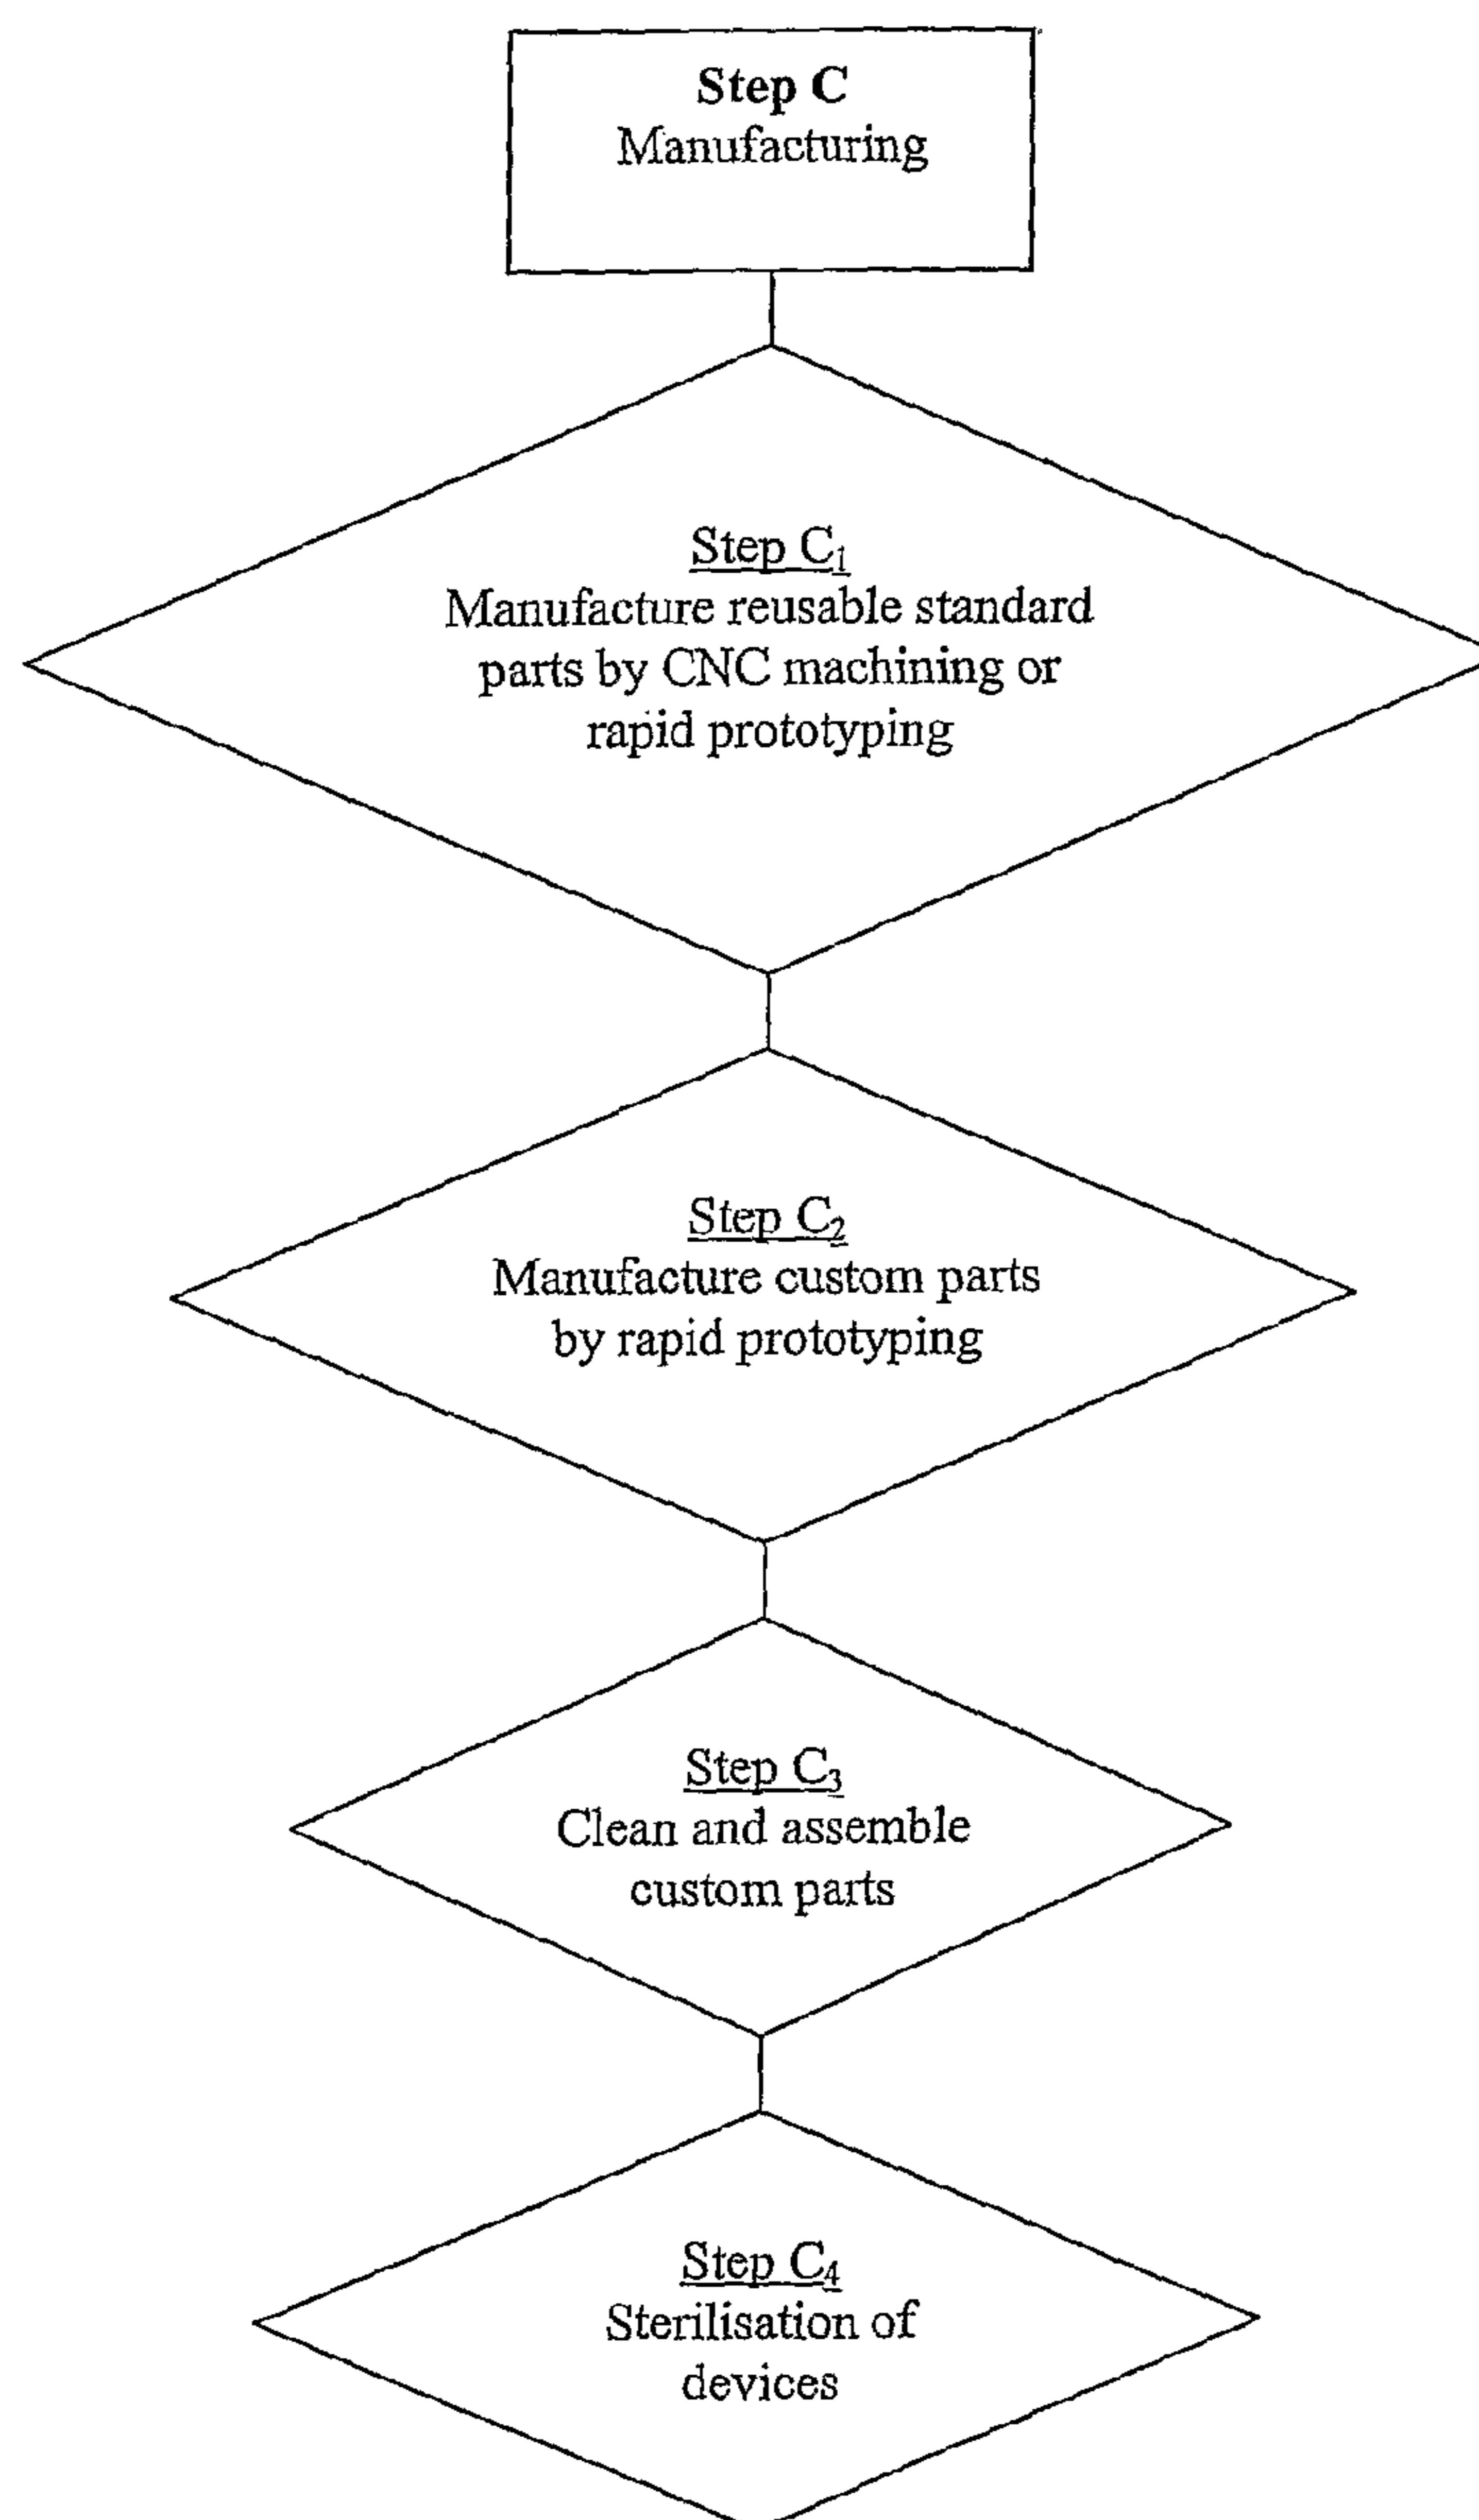 Step C
Manufacturing
Step C₁
Manufacture reusable standard
parts by CNC machining or
rapid prototyping
Step C₂
Manufacture custom parts
by rapid prototyping
Step C₃
Clean and assemble
custom parts
Step C₄
Sterilisation of
devices